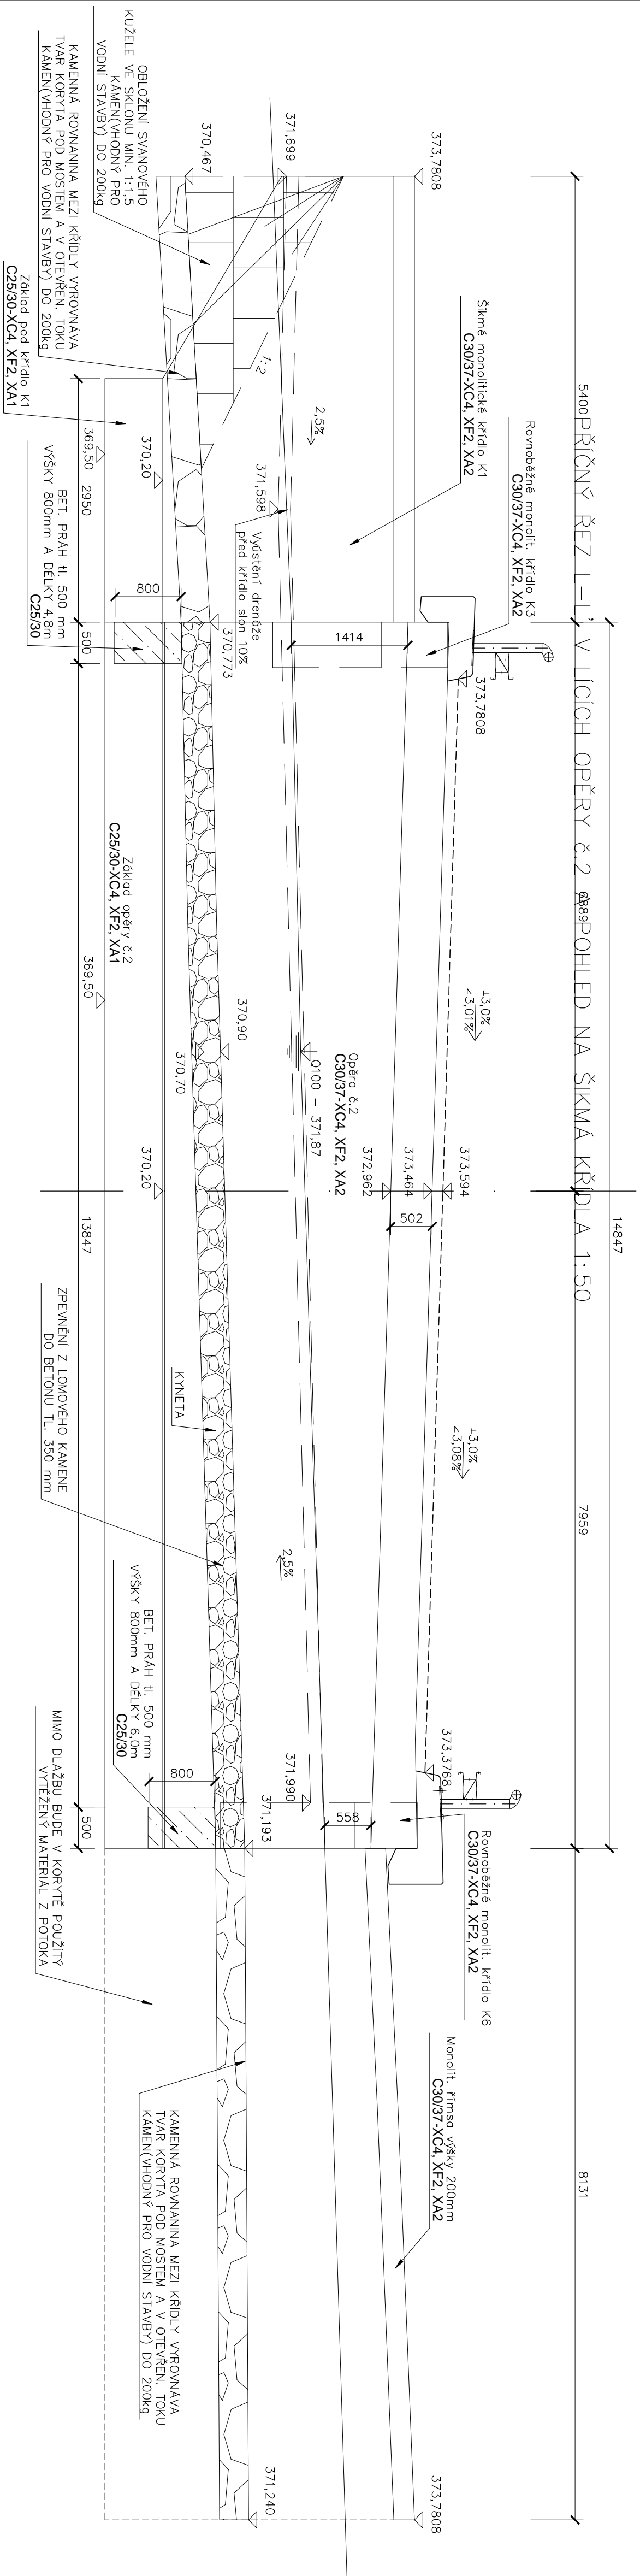 PŘÍČNÝ ŘEZ L-L', V LÍCÍCH OPĚRY č.2 A POHLED NA ŠIKMÁ KŘÍDLA 1:50
14847
5400
6889
7959
8131
Rovnoběžné monolit. křídlo K3
C30/37-XC4, XF2, XA2
Šikmé monolitické křídlo K1
C30/37-XC4, XF2, XA2
373,7808
371,699
370,467
OBLOŽENÍ SVANOVÉHO
KUŽELE VE SKLONU MIN. 1:1,5
KÁMEN(VHODNÝ PRO
VODNÍ STAVBY) DO 200kg
KAMENNÁ ROVNANINA MEZI KŘÍDLY VYROVNÁVA
TVAR KORYTA POD MOSTEM A V OTEVŘEN. TOKU
KÁMEN(VHODNÝ PRO VODNÍ STAVBY) DO 200kg
Základ pod křídlo K1
C25/30-XC4, XF2, XA1
1:2
2,5%
371,598
Vyústění drenáže
před křídlo slon 10%
370,20
369,50
2950
800
500
BET. PRÁH tl. 500 mm
VÝŠKY 800mm A DÉLKY 4,8m
C25/30
370,773
1414
373,7808
⊥3,0%
∠3,01%
Opěra č.2
C30/37-XC4, XF2, XA2
Q100 - 371,87
370,90
370,70
Základ opěry č.2
C25/30-XC4, XF2, XA1
369,50
373,594
373,464
372,962
502
370,20
13847
KYNETA
ZPEVNĚNÍ Z LOMOVÉHO KAMENE
DO BETONU TL. 350 mm
⊥3,0%
∠3,08%
2,5%
BET. PRÁH tl. 500 mm
VÝŠKY 800mm A DÉLKY 6,0m
C25/30
373,3768
371,990
558
371,193
800
500
Rovnoběžné monolit. křídlo K6
C30/37-XC4, XF2, XA2
Monolit. římsa výšky 200mm
C30/37-XC4, XF2, XA2
MIMO DLAŽBU BUDE V KORYTĚ POUŽITÝ
VYTĚŽENÝ MATERIÁL Z POTOKA
KAMENNÁ ROVNANINA MEZI KŘÍDLY VYROVNÁVA
TVAR KORYTA POD MOSTEM A V OTEVŘEN. TOKU
KÁMEN(VHODNÝ PRO VODNÍ STAVBY) DO 200kg
373,7808
371,240